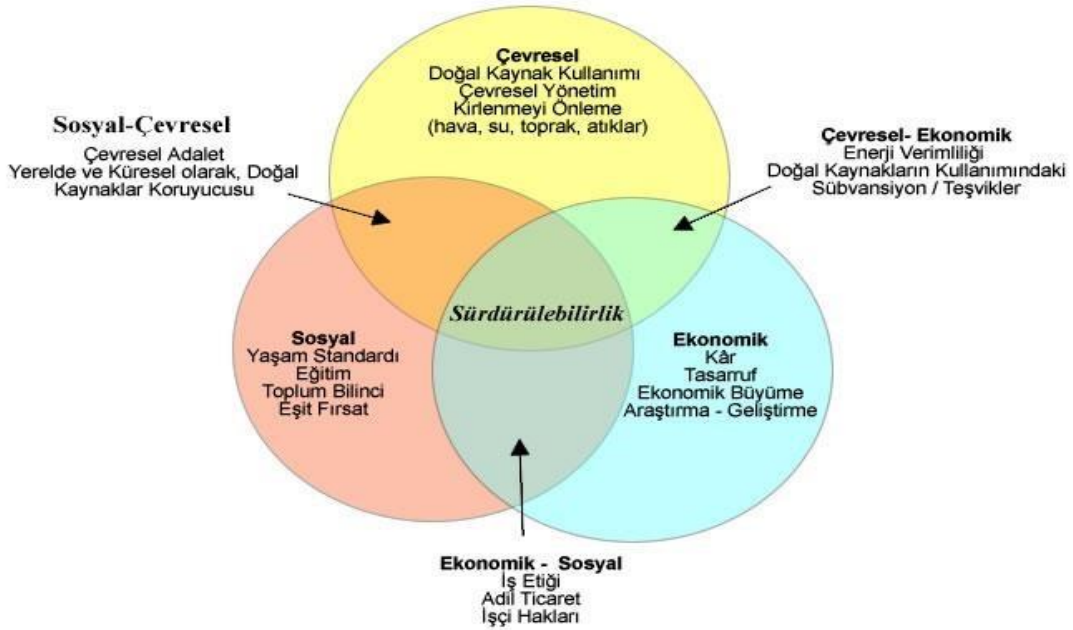 Çevresel
Doğal Kaynak Kullanımı
Çevresel Yönetim
Kirlenmeyi Önleme
(hava, su, toprak, atıklar)
Sosyal-Çevresel
Çevresel Adalet
Yerelde ve Küresel olarak, Doğal
Kaynaklar Koruyucusu
Çevresel- Ekonomik
Enerji Verimliliği
Doğal Kaynakların Kullanımındaki
Sübvansiyon / Teşvikler
Sürdürülebilirlik
Sosyal
Yaşam Standardı
Eğitim
Toplum Bilinci
Eşit Fırsat
Ekonomik
Kâr
Tasarruf
Ekonomik Büyüme
Araştırma - Geliştirme
Ekonomik - Sosyal
İş Etiği
Adil Ticaret
İşçi Hakları